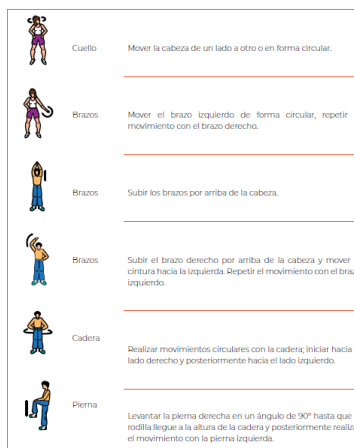 Cuello
Mover la cabeza de un lado a otro o en forma circular.
Brazos
Mover el brazo izquierdo de forma circular, repetir
movimiento con el brazo derecho.
Brazos
Subir los brazos por arriba de la cabeza.
Brazos
Subir el brazo derecho por arriba de la cabeza y mover
cintura hacia la izquierda. Repetir el movimiento con el
izquierdo.
Cadera
Realizar movimientos circulares con la cadera; iniciar hacia
lado derecho y posteriormente hacia el lado izquierdo.
Pierna
Levantar la pierna derecha en un ángulo de 90° hasta que
rodilla llegue a la altura de la cadera y posteriormente
el movimiento con la pierna izquierda.